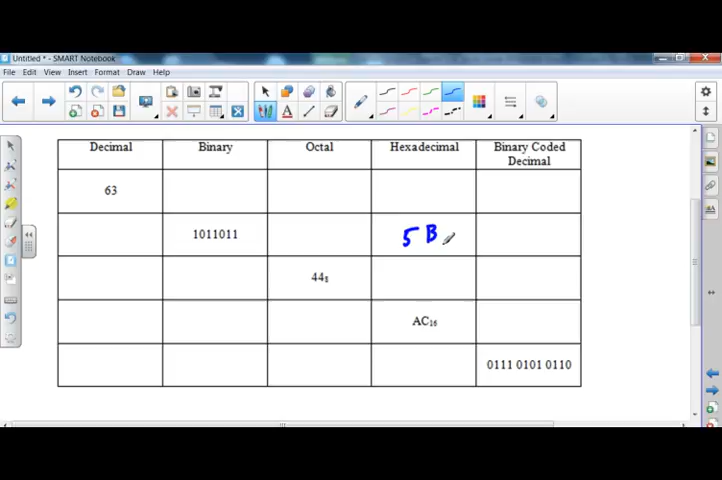 Untitled * - SMART Notebook
File Edit View Insert Format Draw Help
Decimal Binary Octal Hexadecimal Binary Coded
Decimal
63
1011011 5 B
44₈
AC₁₆
0111 0101 0110